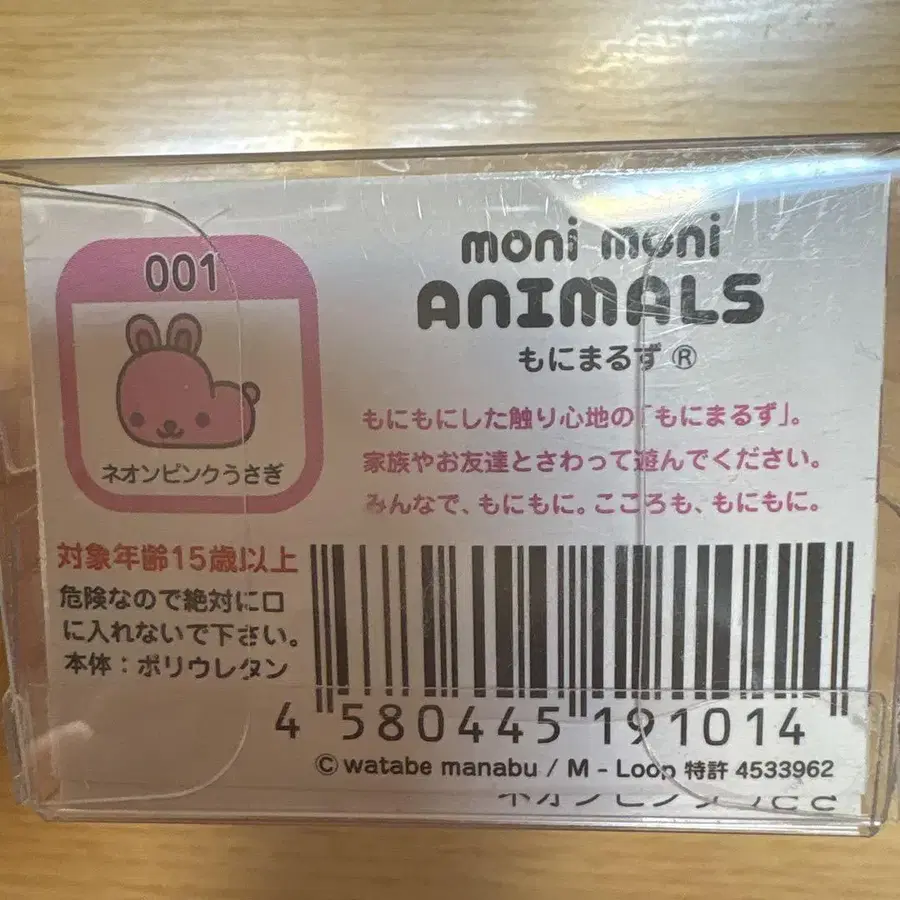 001
ネオンピンクうさぎ
moni moni
ANIMALS
もにまるず ®
もにもにした触り心地の「もにまるず」。
家族やお友達とさわって遊んでください。
みんなで、もにもに。こころも、もにもに。
対象年齢15歳以上
危険なので絶対に口
に入れないで下さい。
本体：ポリウレタン
4 580445 191014
© watabe manabu / M - Loop 特許 4533962